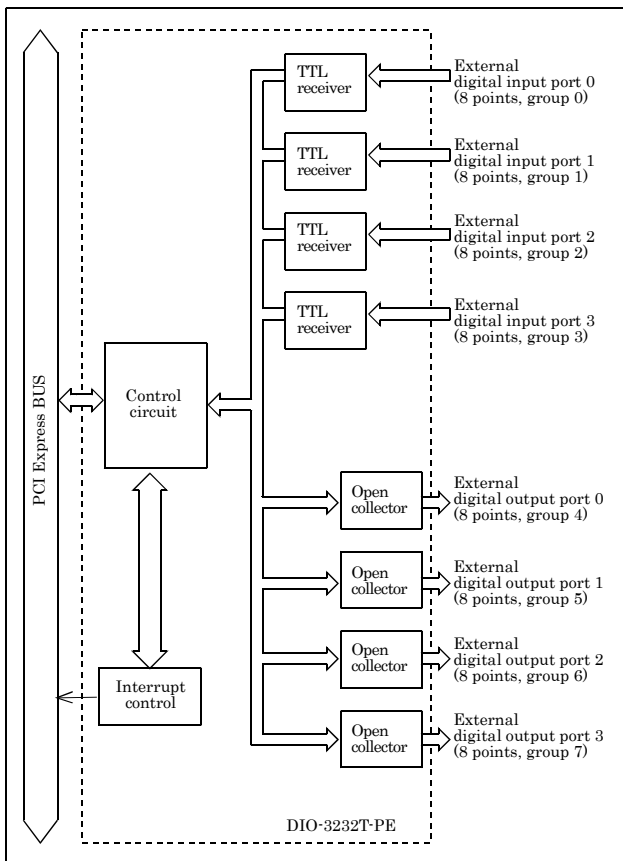 TTL
receiver
External
digital input port 0
(8 points, group 0)
TTL
receiver
External
digital input port 1
(8 points, group 1)
TTL
receiver
External
digital input port 2
(8 points, group 2)
TTL
receiver
External
digital input port 3
(8 points, group 3)
PCI Express BUS
Control
circuit
Open
collector
External
digital output port 0
(8 points, group 4)
Open
collector
External
digital output port 1
(8 points, group 5)
Open
collector
External
digital output port 2
(8 points, group 6)
Interrupt
control
Open
collector
External
digital output port 3
(8 points, group 7)
DIO-3232T-PE